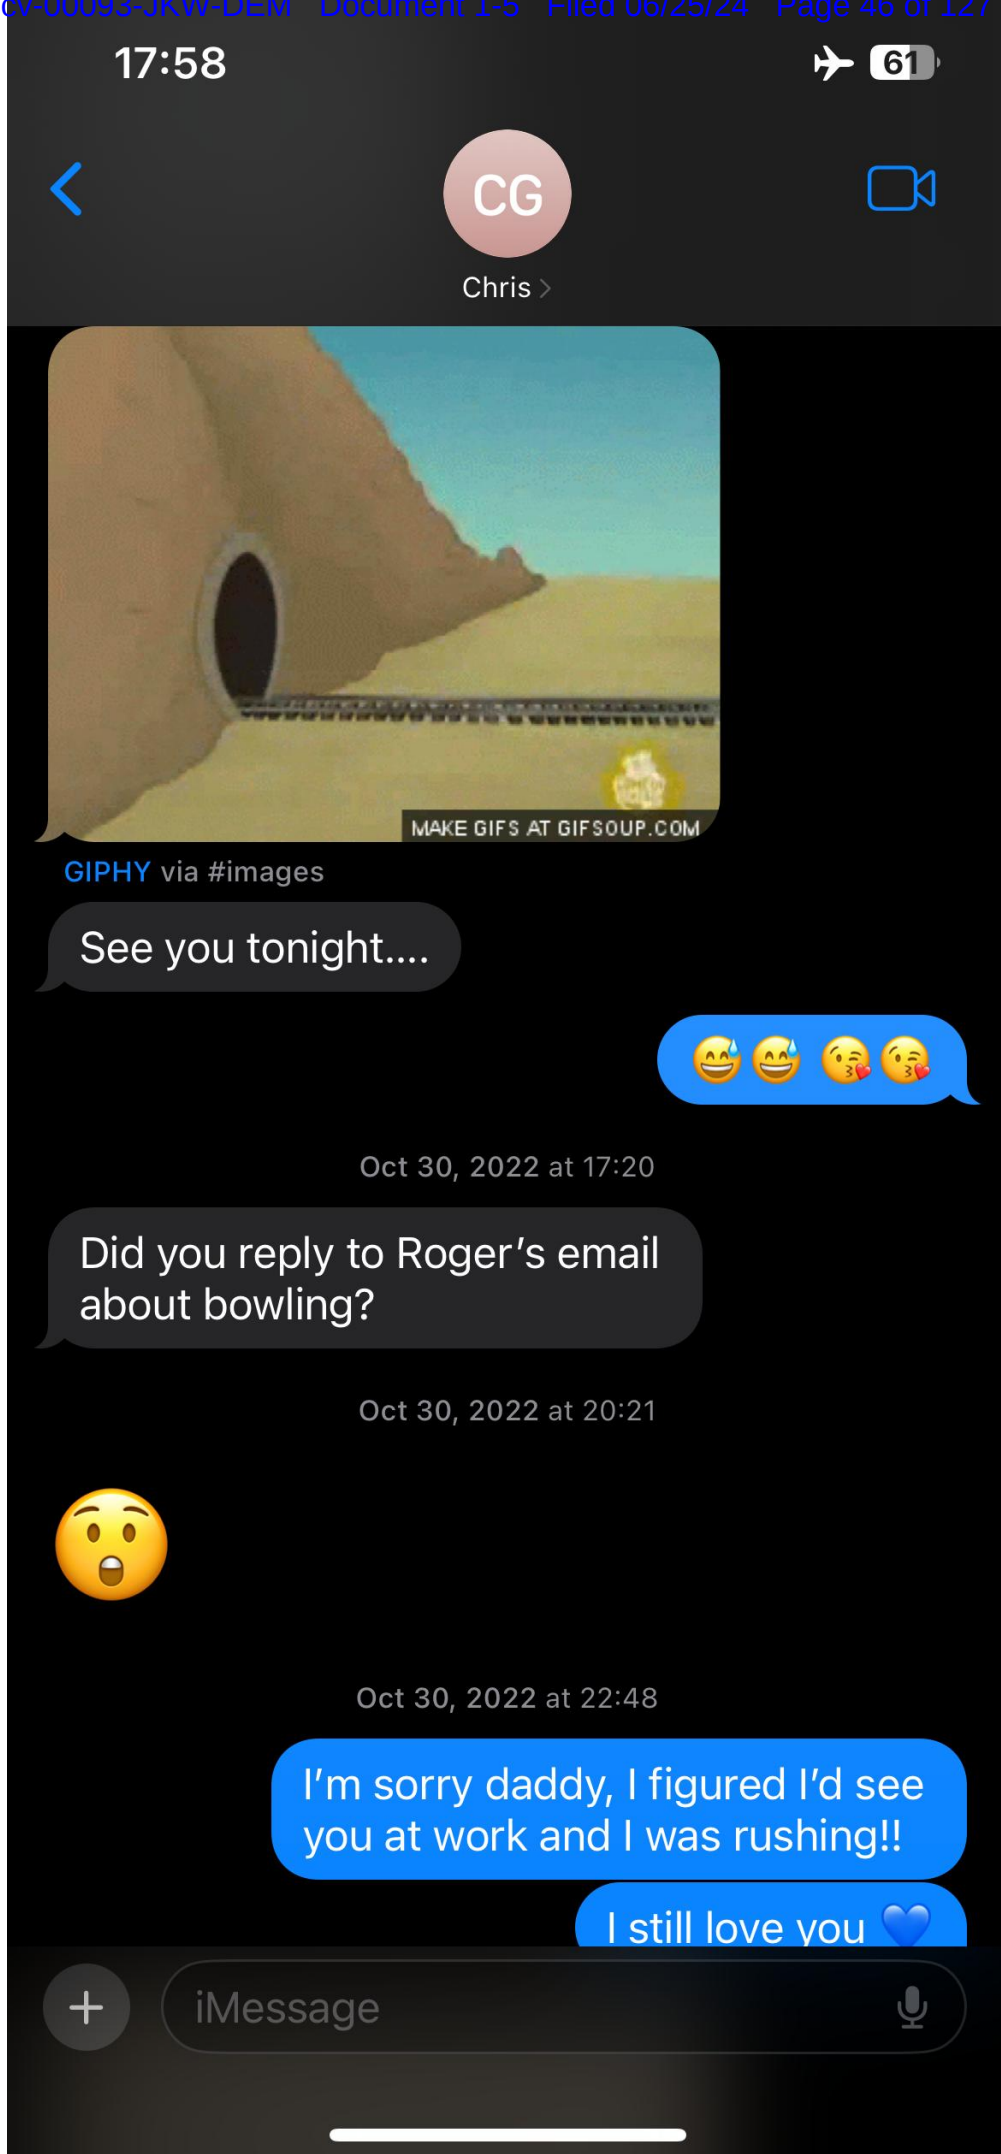 cv-00093-JKW-DEM Document 1-5 Filed 06/25/24 Page 46 of 127
17:58
61
CG
Chris
MAKE GIFS AT GIFSOUP.COM
GIPHY via #images
See you tonight....
😅😅 😘😘
Oct 30, 2022 at 17:20
Did you reply to Roger's email
about bowling?
Oct 30, 2022 at 20:21
😲
Oct 30, 2022 at 22:48
I'm sorry daddy, I figured I'd see
you at work and I was rushing!!
I still love you 💙
iMessage